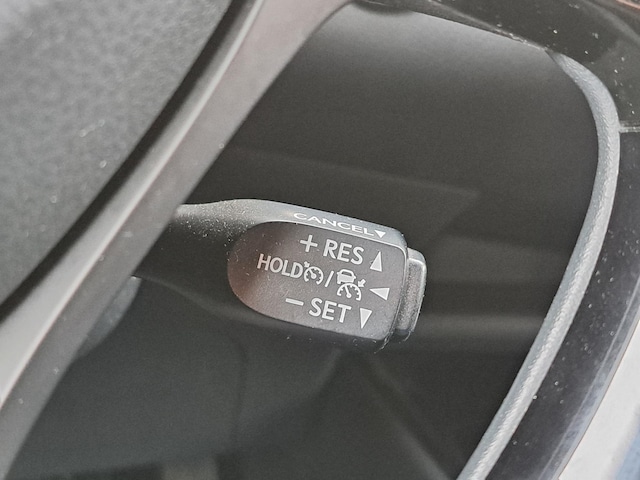 CANCEL▼
+ RES ▲
HOLD / ◀
− SET ▼